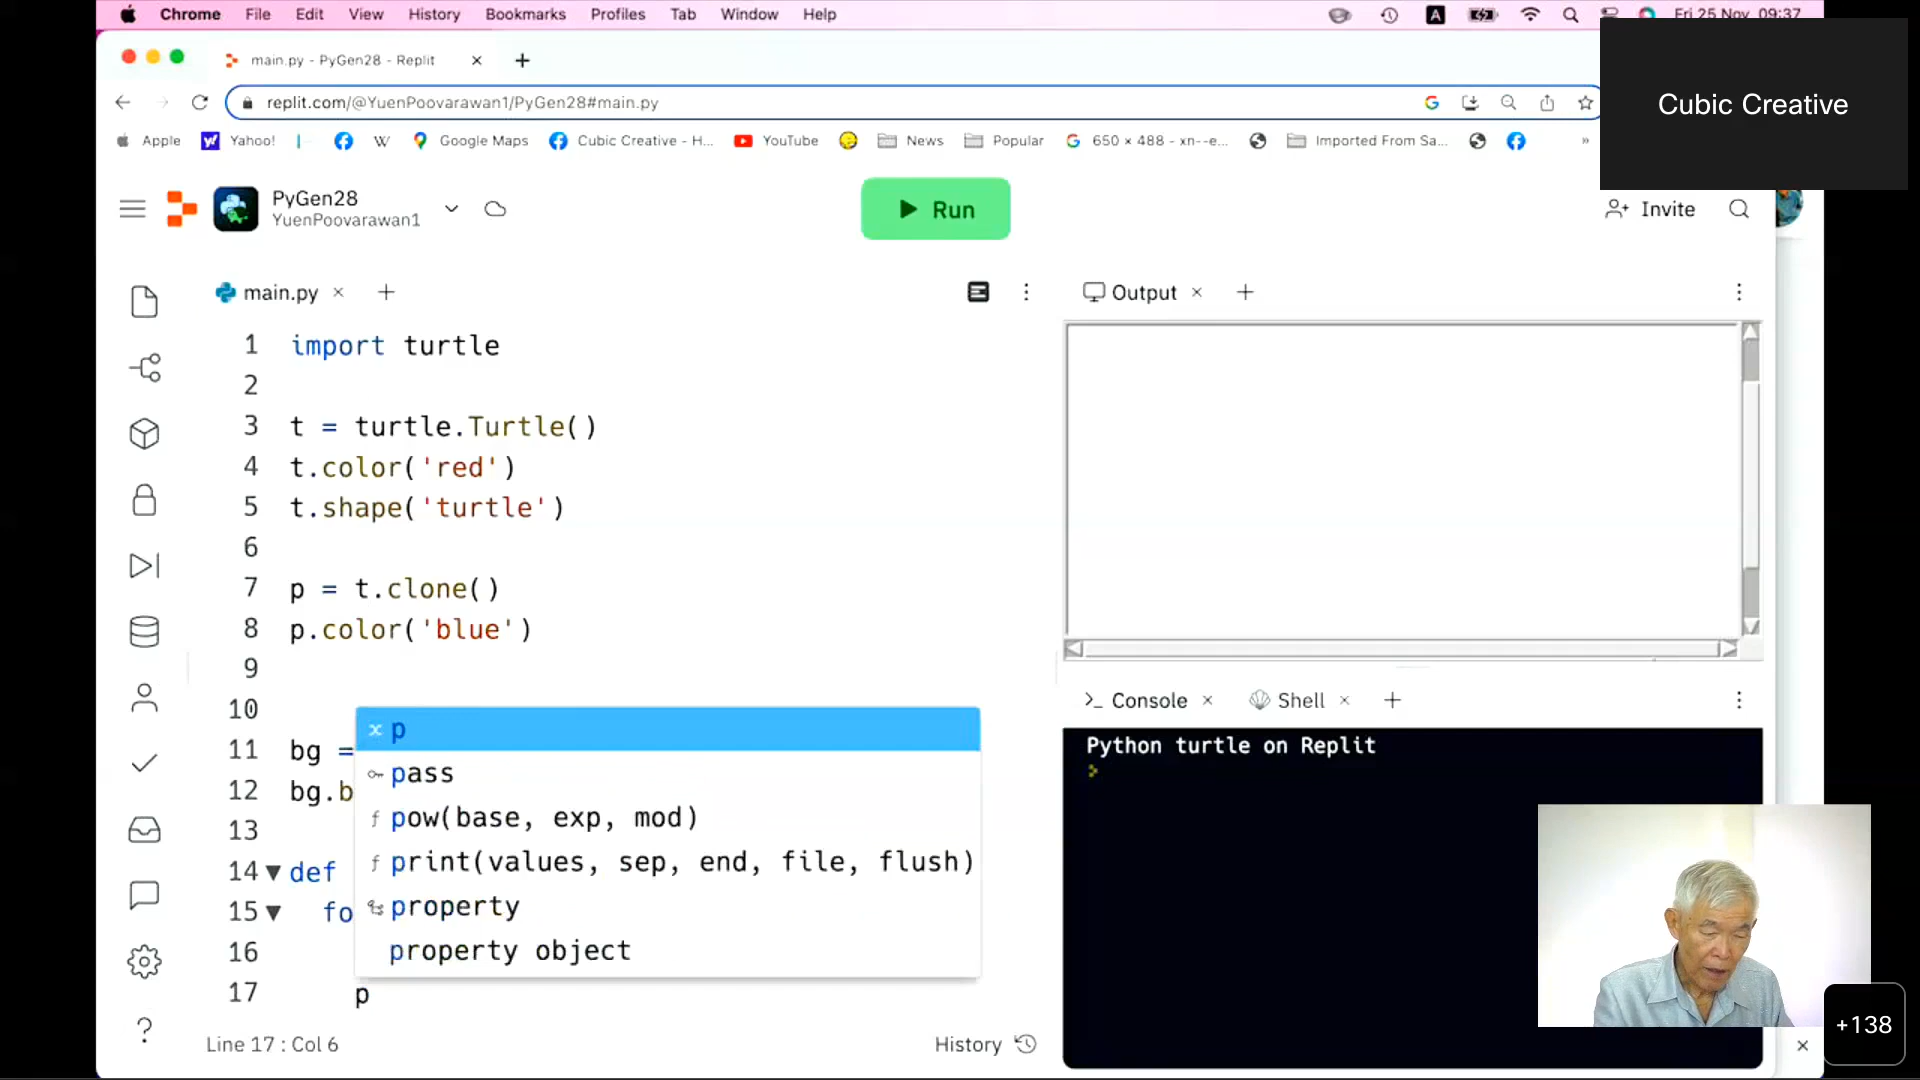 Chrome File Edit View History Bookmarks Profiles Tab Window Help A Fri 25 Nov 09:37
main.py - PyGen28 - Replit
replit.com/@YuenPoovarawan1/PyGen28#main.py
Apple Yahoo! W Google Maps Cubic Creative - H... YouTube News Popular 650 × 488 - xn--e... Imported From Sa... »
Cubic Creative
PyGen28
YuenPoovarawan1
Run
Invite
main.py
Output
1 import turtle
2
3 t = turtle.Turtle()
4 t.color('red')
5 t.shape('turtle')
6
7 p = t.clone()
8 p.color('blue')
9
10
11 bg =
12 bg.b
13
14 def
15 fo
16
17 p
p
pass
pow(base, exp, mod)
print(values, sep, end, file, flush)
property
property object
Line 17 : Col 6
History
Console
Shell
Python turtle on Replit
+138